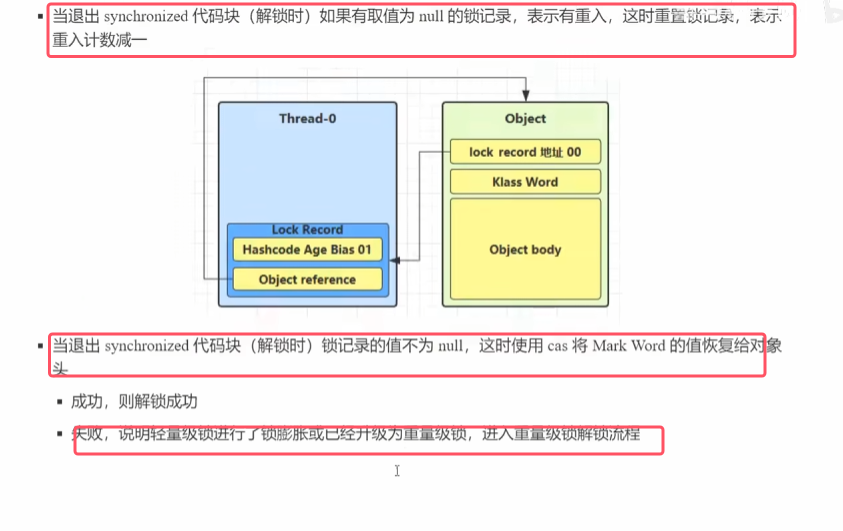 当退出 synchronized 代码块（解锁时）如果有取值为 null 的锁记录，表示有重入，这时重置锁记录，表示
重入计数减一
Thread-0
Object
lock record 地址 00
Klass Word
Lock Record
Hashcode Age Bias 01
Object body
Object reference
当退出 synchronized 代码块（解锁时）锁记录的值不为 null，这时使用 cas 将 Mark Word 的值恢复给对象
头
成功，则解锁成功
失败，说明轻量级锁进行了锁膨胀或已经升级为重量级锁，进入重量级锁解锁流程